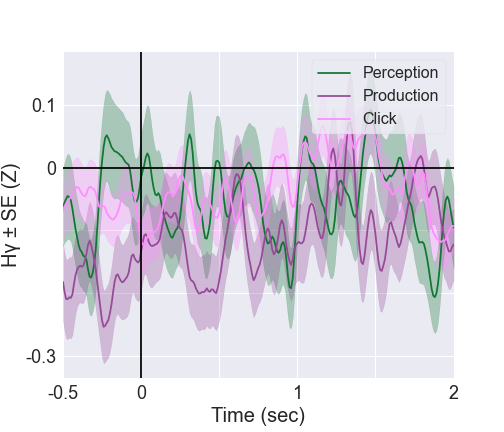 Perception
Production
Click
0.1
0
-0.3
Hγ ± SE (Z)
-0.5
0
1
2
Time (sec)